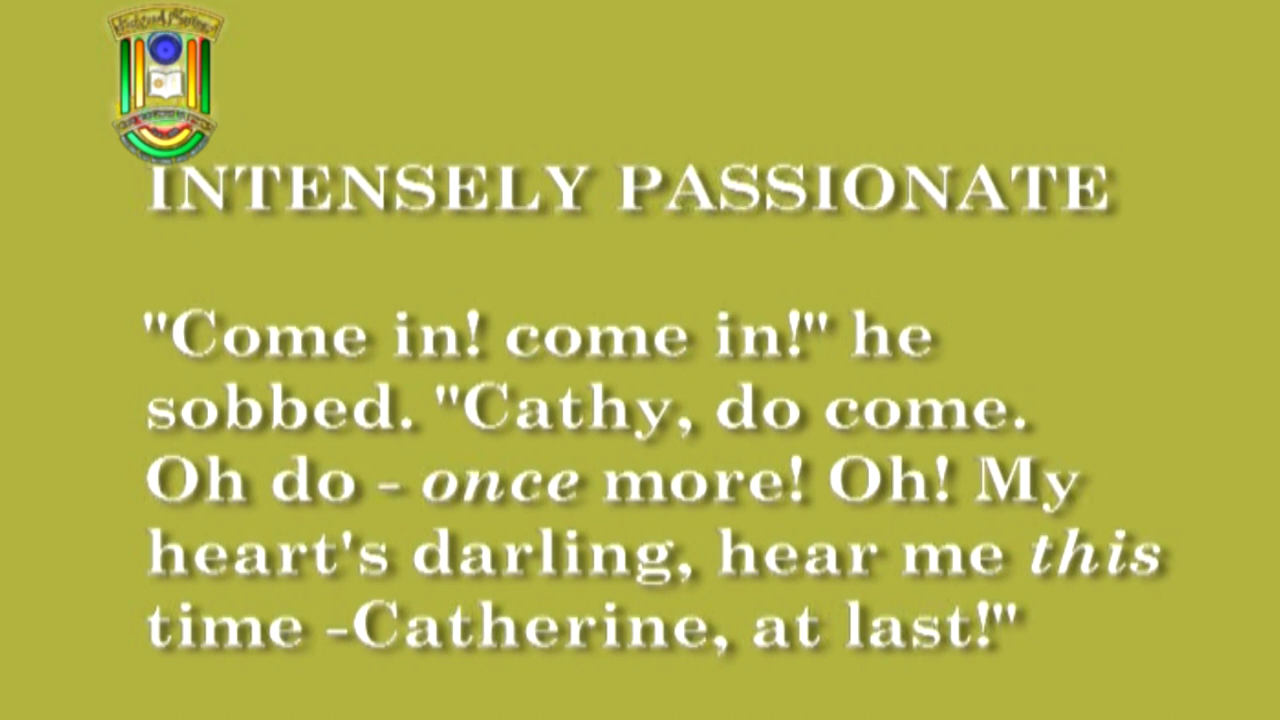 INTENSELY PASSIONATE
"Come in! come in!" he
sobbed. "Cathy, do come.
Oh do - once more! Oh! My
heart's darling, hear me this
time -Catherine, at last!"